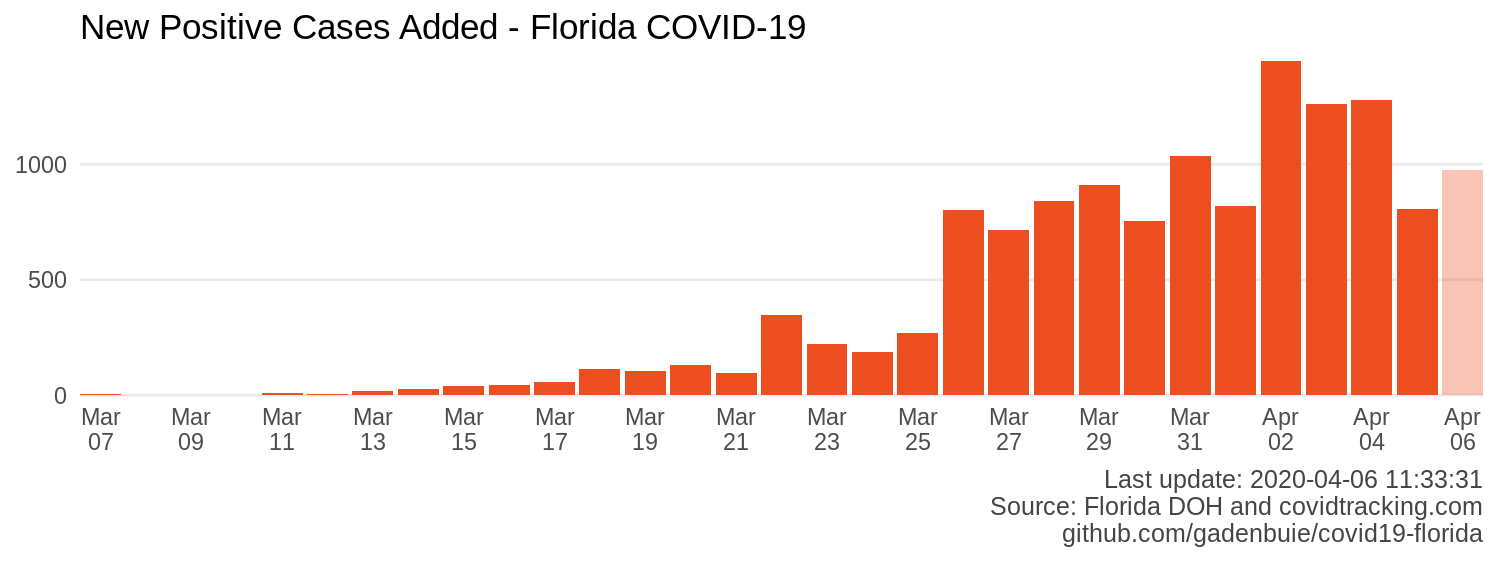 New Positive Cases Added - Florida COVID-19
1000
500
0
Mar Mar Mar Mar Mar Mar Mar Mar Mar Mar Mar Mar Mar Apr Apr Apr
07 09 11 13 15 17 19 21 23 25 27 29 31 02 04 06
Last update: 2020-04-06 11:33:31
Source: Florida DOH and covidtracking.com
github.com/gadenbuie/covid19-florida